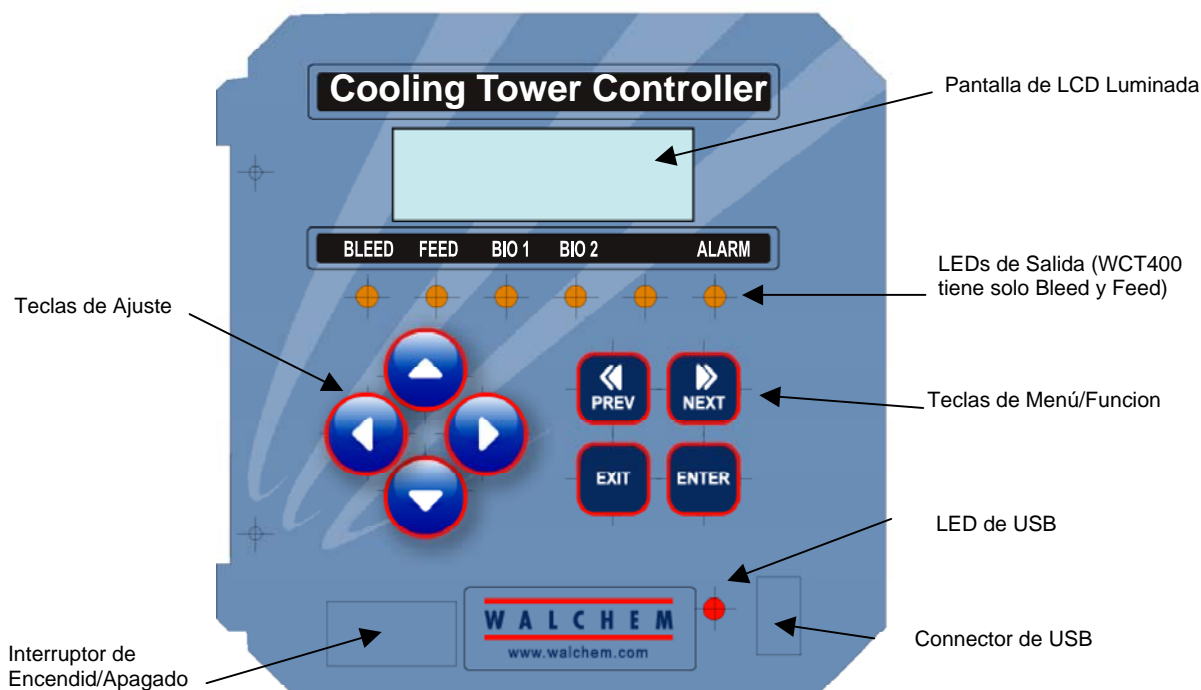 Cooling Tower Controller
Pantalla de LCD Luminada
BLEED FEED BIO 1 BIO 2 ALARM
LEDs de Salida (WCT400
tiene solo Bleed y Feed)
Teclas de Ajuste
PREV NEXT
Teclas de Menú/Funcion
EXIT ENTER
LED de USB
WALCHEM
www.walchem.com
Connector de USB
Interruptor de
Encendid/Apagado